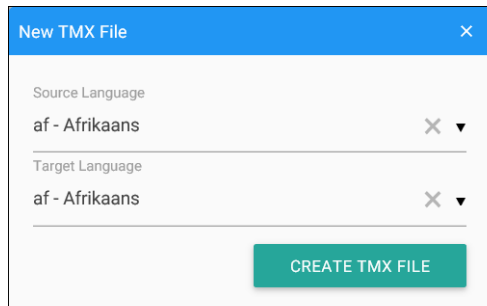 New TMX File
Source Language
af - Afrikaans
Target Language
af - Afrikaans
CREATE TMX FILE